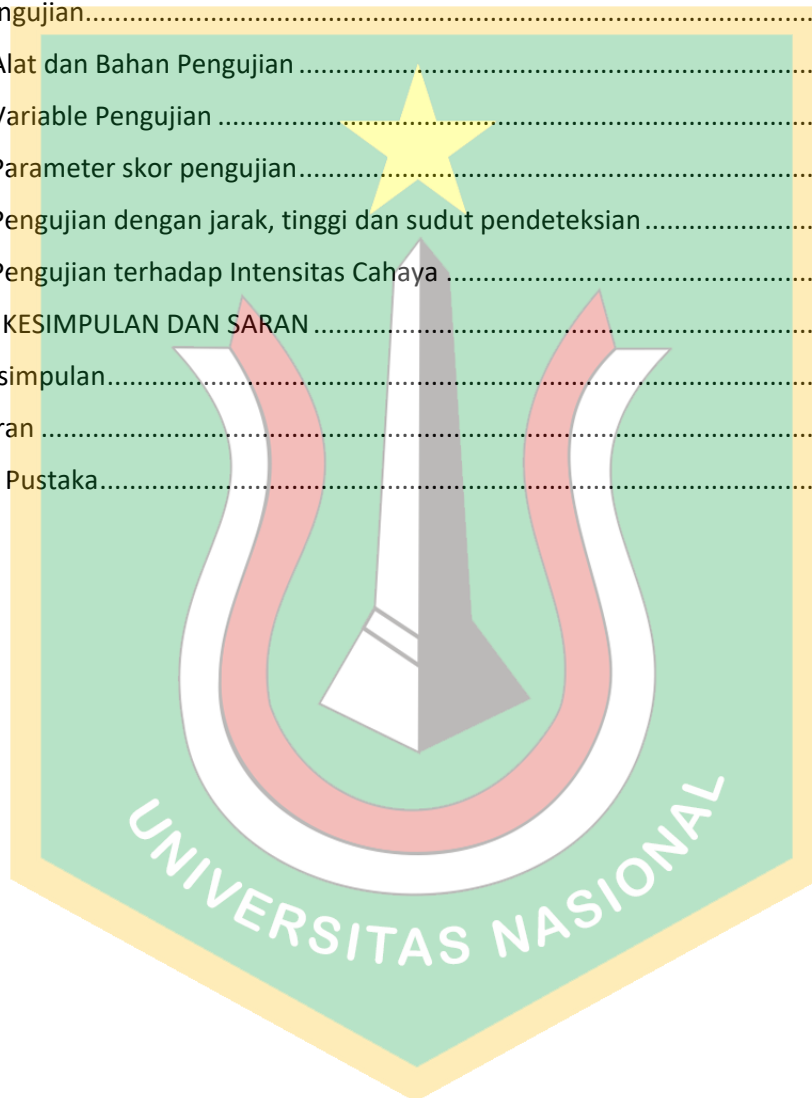 ngujian
Alat dan Bahan Pengujian
Variable Pengujian
Parameter skor pengujian
Pengujian dengan jarak, tinggi dan sudut pendeteksian
Pengujian terhadap Intensitas Cahaya
KESIMPULAN DAN SARAN
simpulan
ran
Pustaka
UNIVERSITAS NASIONAL